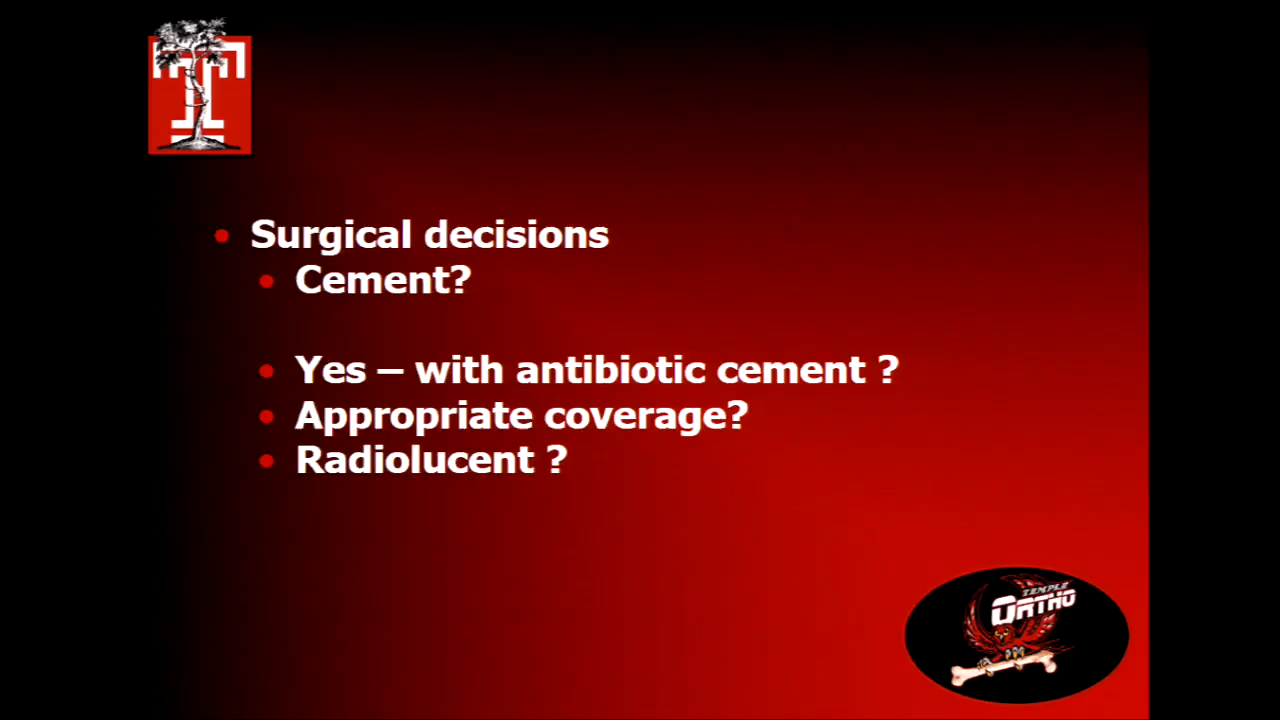 T
Surgical decisions
Cement?
Yes – with antibiotic cement ?
Appropriate coverage?
Radiolucent ?
TEMPLE
ORTHO